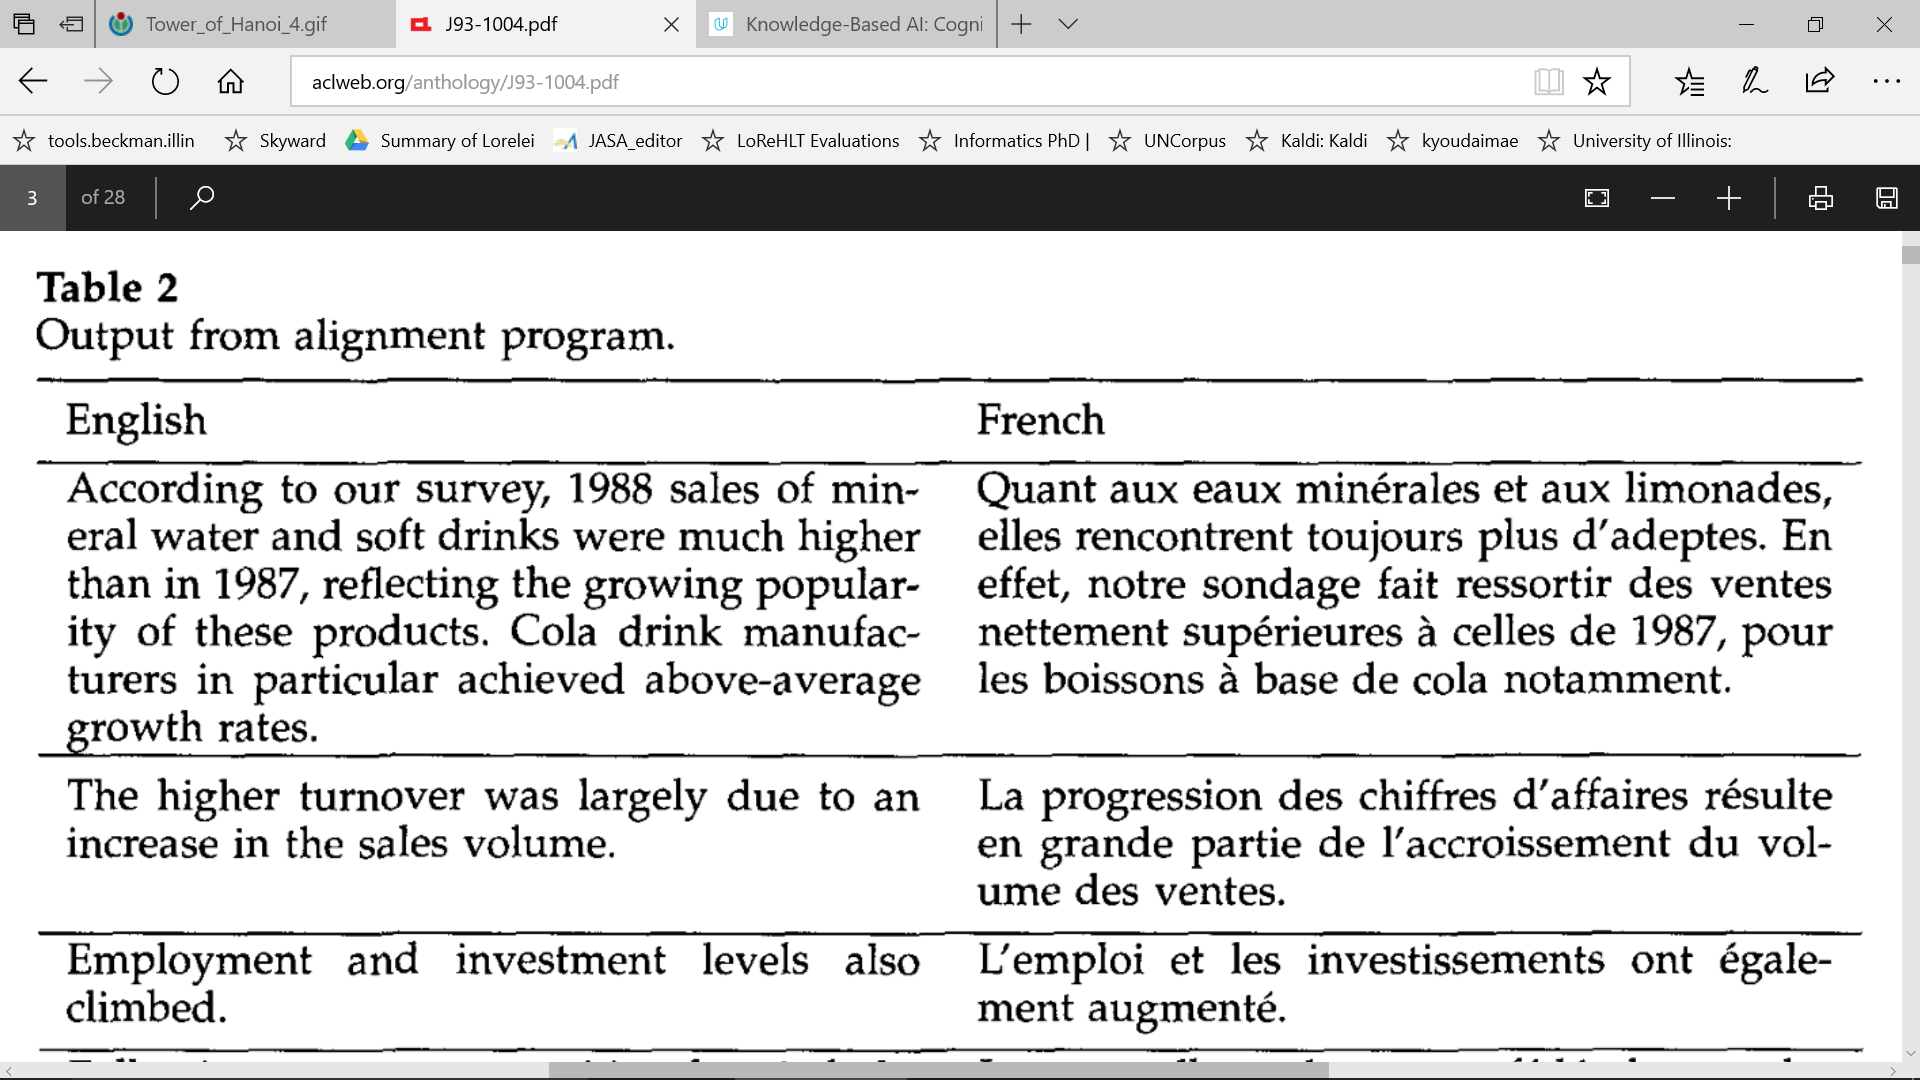 Tower_of_Hanoi_4.gif
J93-1004.pdf
Knowledge-Based AI: Cogni
aclweb.org/anthology/J93-1004.pdf
tools.beckman.illin
Skyward
Summary of Lorelei
JASA_editor
LoReHLT Evaluations
Informatics PhD |
UNCorpus
Kaldi: Kaldi
kyoudaimae
University of Illinois:
3 of 28
Table 2
Output from alignment program.
English
French
According to our survey, 1988 sales of min-
eral water and soft drinks were much higher
than in 1987, reflecting the growing popular-
ity of these products. Cola drink manufac-
turers in particular achieved above-average
growth rates.
Quant aux eaux minérales et aux limonades,
elles rencontrent toujours plus d'adeptes. En
effet, notre sondage fait ressortir des ventes
nettement supérieures à celles de 1987, pour
les boissons à base de cola notamment.
The higher turnover was largely due to an
increase in the sales volume.
La progression des chiffres d'affaires résulte
en grande partie de l'accroissement du vol-
ume des ventes.
Employment and investment levels also
climbed.
L'emploi et les investissements ont égale-
ment augmenté.